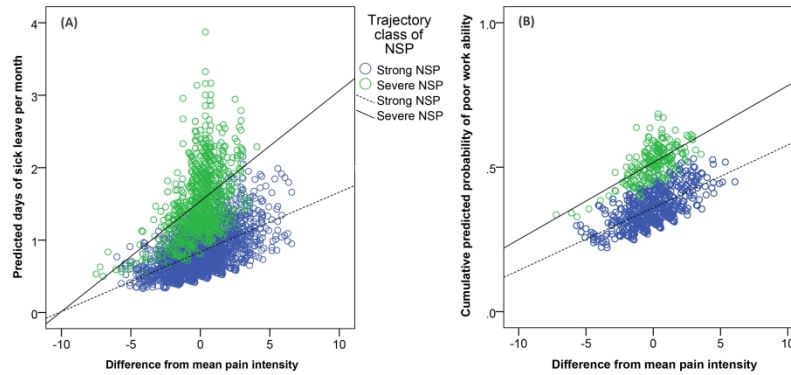 (A)
Predicted days of sick leave per month
4
3
2
1
0
-10 -5 0 5 10
Difference from mean pain intensity
Trajectory
class of
NSP
Strong NSP
Severe NSP
Strong NSP
Severe NSP
(B)
Cumulative predicted probability of poor work ability
1.0
.5
.0
-10 -5 0 5 10
Difference from mean pain intensity